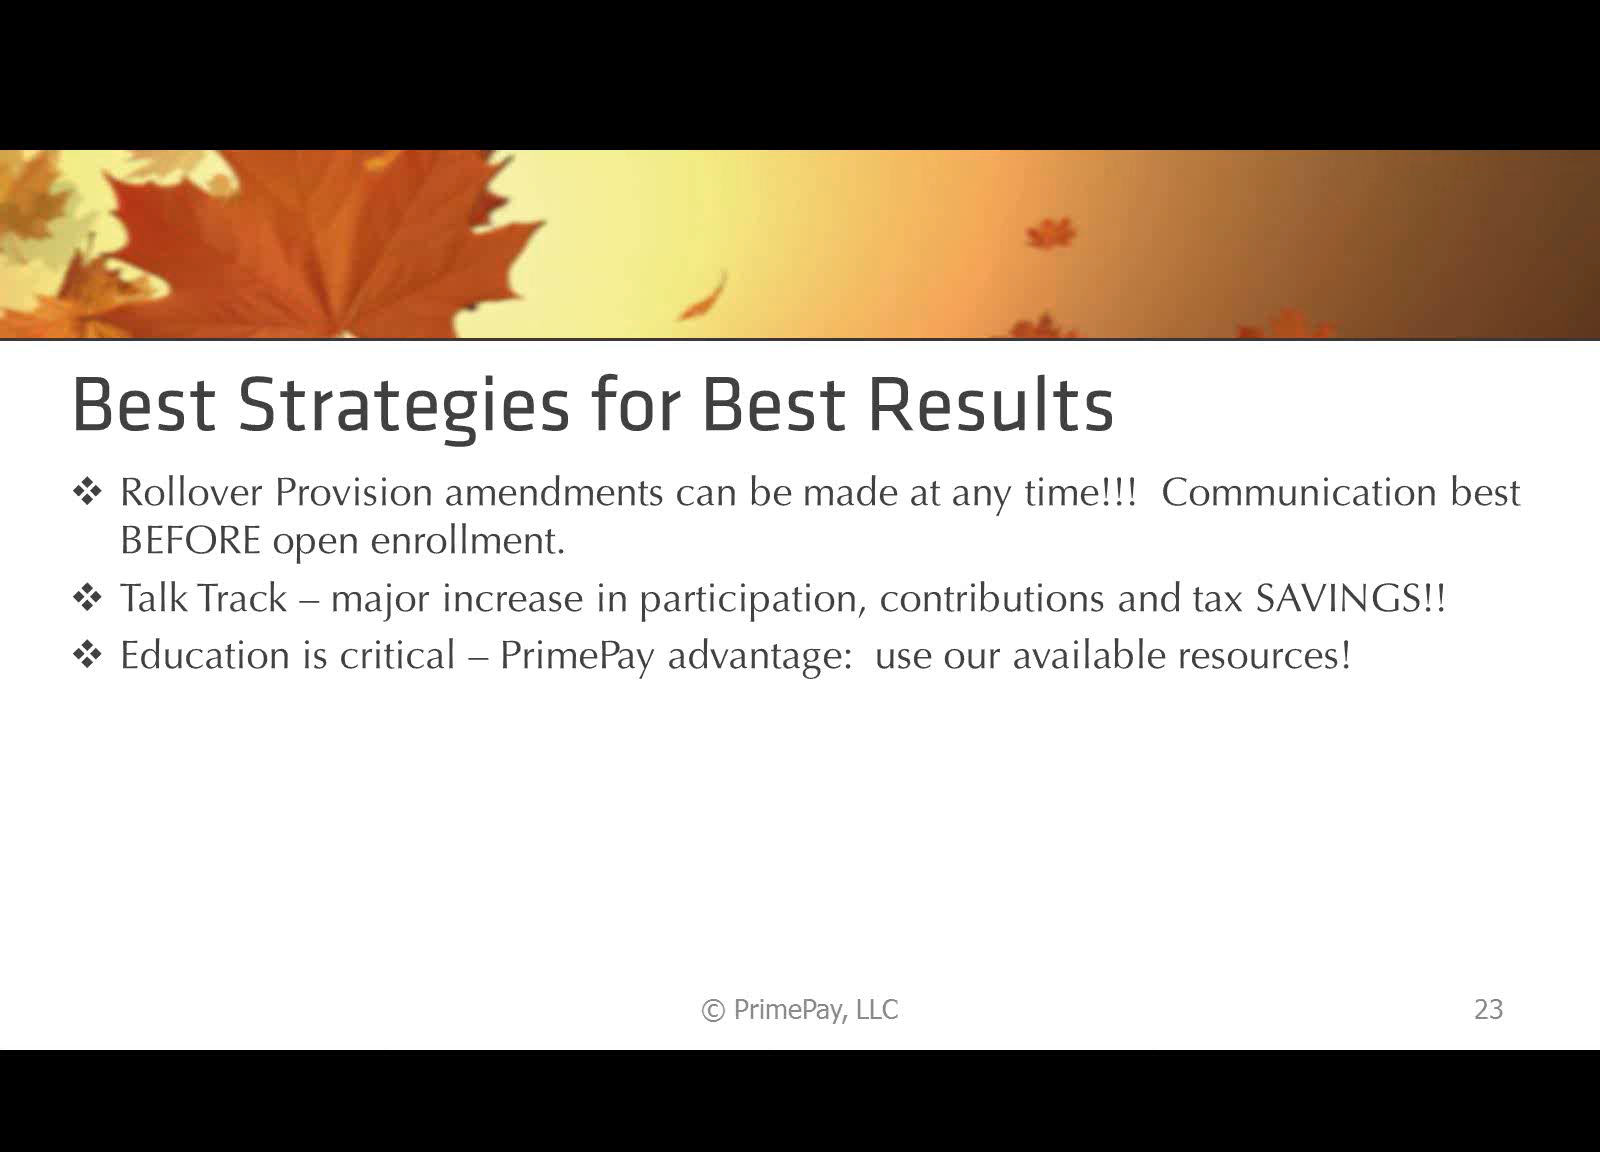 Best Strategies for Best Results
❖ Rollover Provision amendments can be made at any time!!!  Communication best
BEFORE open enrollment.
❖ Talk Track – major increase in participation, contributions and tax SAVINGS!!
❖ Education is critical – PrimePay advantage:  use our available resources!
© PrimePay, LLC
23